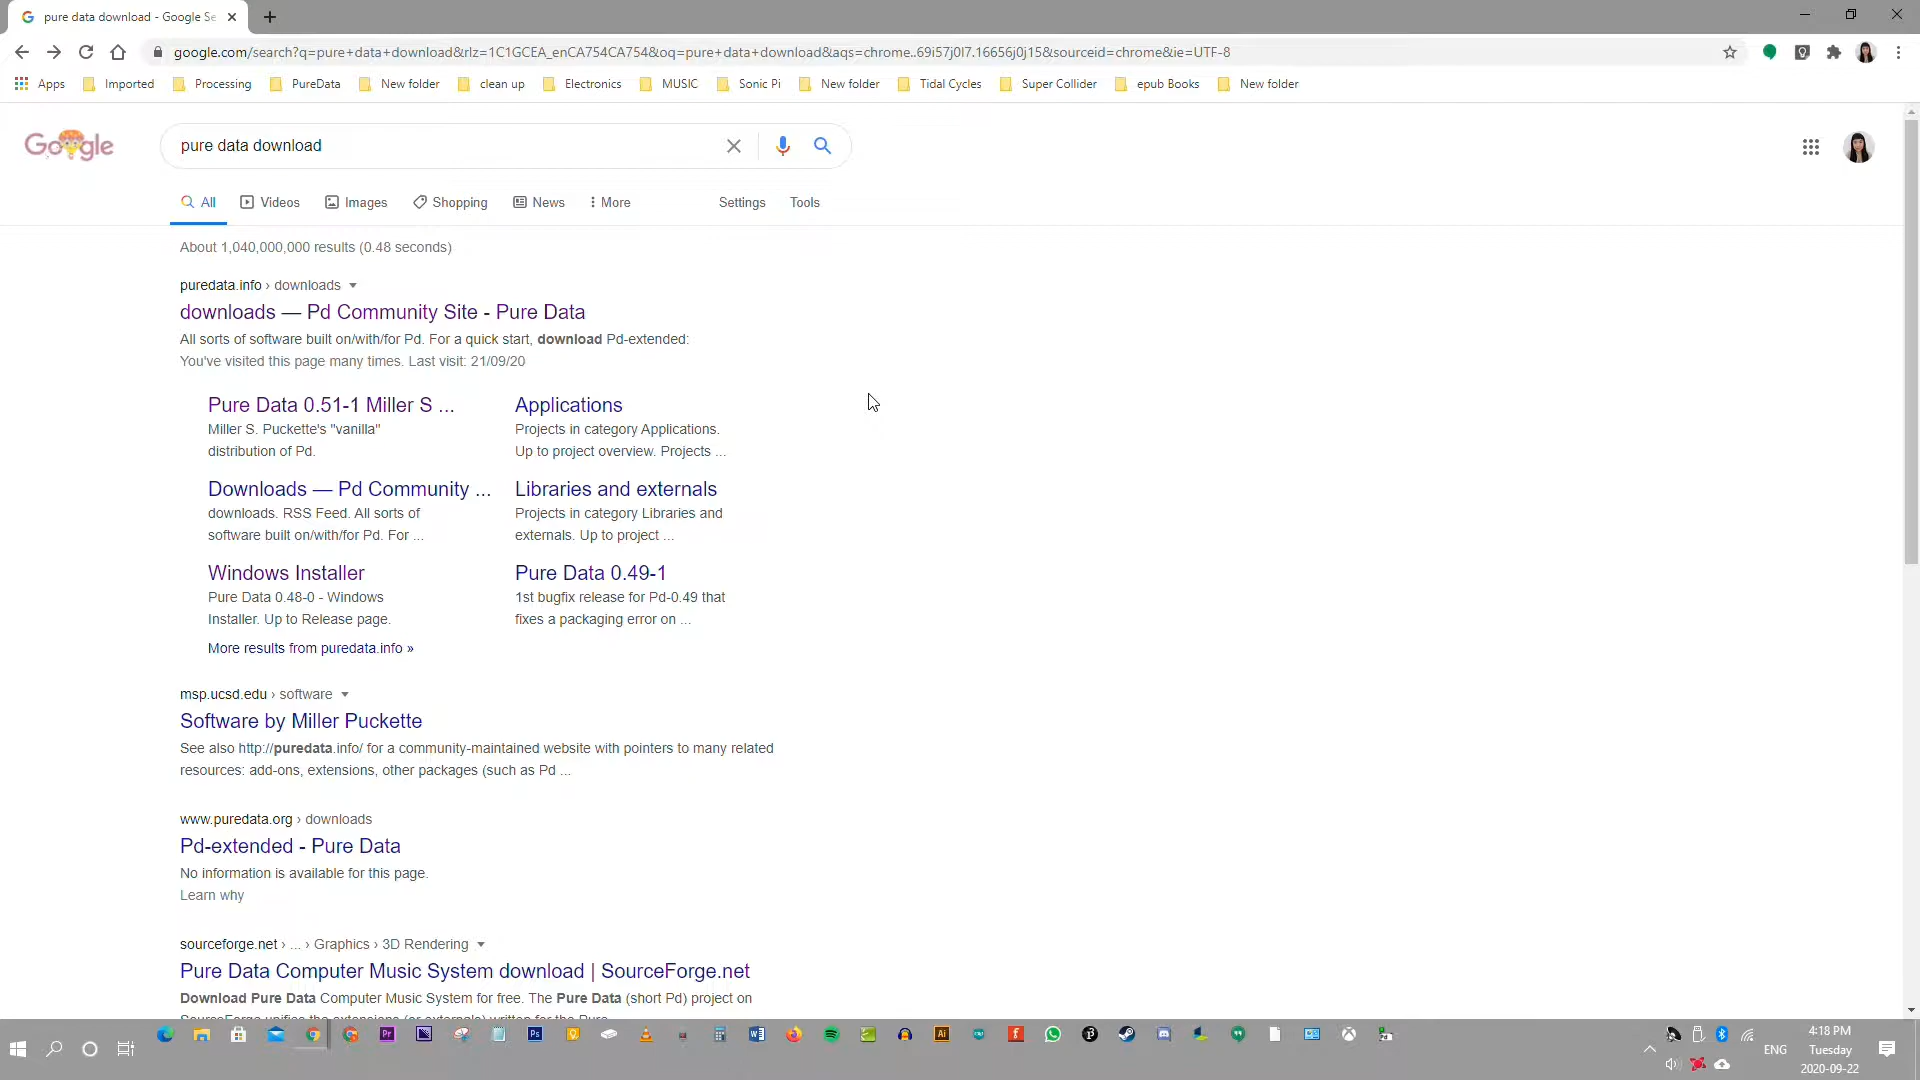 pure data download - Google Se
google.com/search?q=pure+data+download&rlz=1C1GCEA_enCA754CA754&oq=pure+data+download&aqs=chrome..69i57j0l7.16656j0j15&sourceid=chrome&ie=UTF-8
Apps Imported Processing PureData New folder clean up Electronics MUSIC Sonic Pi New folder Tidal Cycles Super Collider epub Books New folder
Google pure data download
All Videos Images Shopping News More Settings Tools
About 1,040,000,000 results (0.48 seconds)
puredata.info › downloads
downloads — Pd Community Site - Pure Data
All sorts of software built on/with/for Pd. For a quick start, download Pd-extended:
You've visited this page many times. Last visit: 21/09/20
Pure Data 0.51-1 Miller S ...
Miller S. Puckette's "vanilla"
distribution of Pd.
Applications
Projects in category Applications.
Up to project overview. Projects ...
Downloads — Pd Community ...
downloads. RSS Feed. All sorts of
software built on/with/for Pd. For ...
Libraries and externals
Projects in category Libraries and
externals. Up to project ...
Windows Installer
Pure Data 0.48-0 - Windows
Installer. Up to Release page.
Pure Data 0.49-1
1st bugfix release for Pd-0.49 that
fixes a packaging error on ...
More results from puredata.info »
msp.ucsd.edu › software
Software by Miller Puckette
See also http://puredata.info/ for a community-maintained website with pointers to many related
resources: add-ons, extensions, other packages (such as Pd ...
www.puredata.org › downloads
Pd-extended - Pure Data
No information is available for this page.
Learn why
sourceforge.net › ... › Graphics › 3D Rendering
Pure Data Computer Music System download | SourceForge.net
Download Pure Data Computer Music System for free. The Pure Data (short Pd) project on
SourceForge unifies the extensions (or externals) written for the Pure
Pr Ps Ai
ENG
4:18 PM
Tuesday
2020-09-22